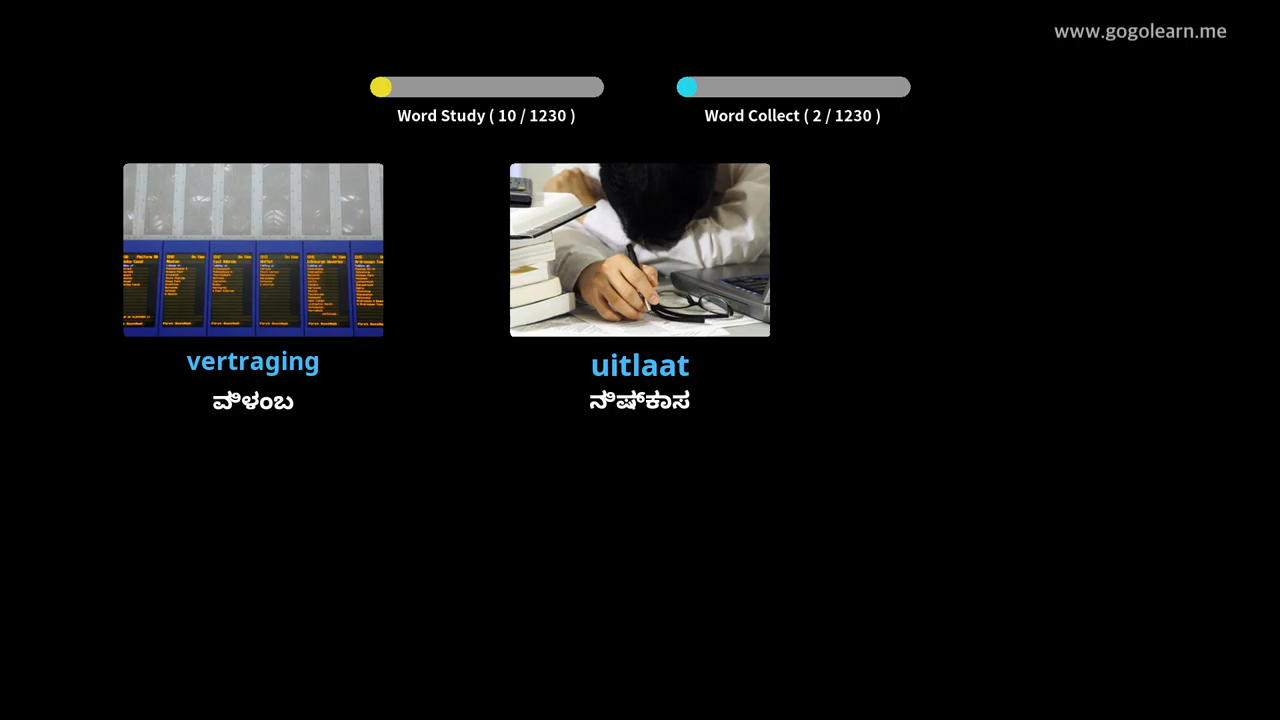 www.gogolearn.me
Word Study ( 10 / 1230 )
Word Collect ( 2 / 1230 )
vertraging
ವಿಳಂಬ
uitlaat
ನಿಷ್ಕಾಸ